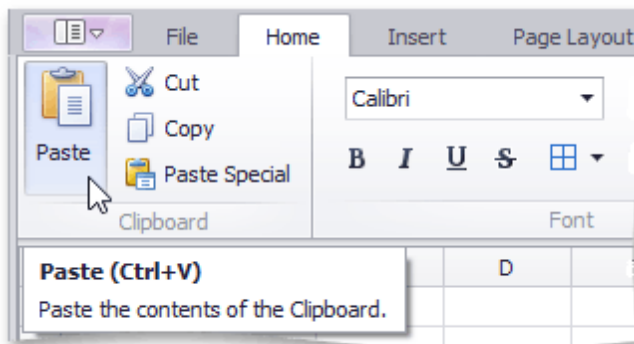 File Home Insert Page Layout
Cut
Calibri
Copy
Paste
B I U S
Paste Special
Clipboard Font
Paste (Ctrl+V)
D
Paste the contents of the Clipboard.